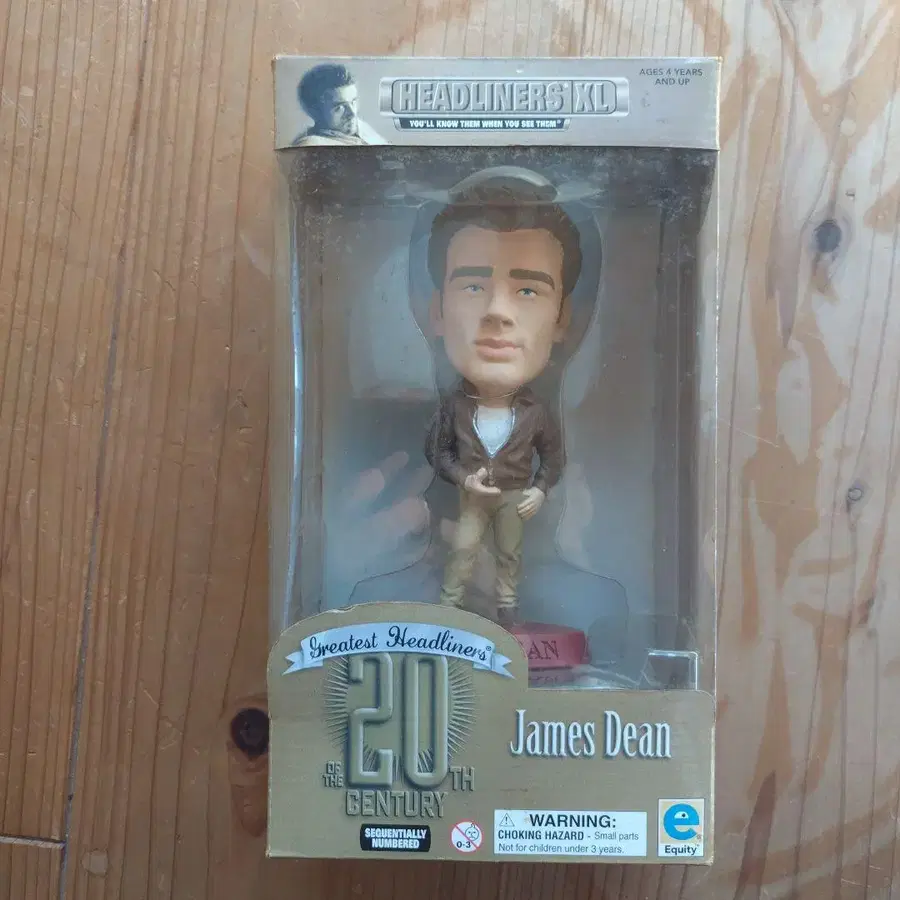 HEADLINERS XL
YOU'LL KNOW THEM WHEN YOU SEE THEM®
AGES 4 YEARS
AND UP
EAN
Greatest Headliners®
OF
THE
20TH
CENTURY
SEQUENTIALLY
NUMBERED
James Dean
0-3
WARNING:
CHOKING HAZARD - Small parts
Not for children under 3 years.
e
Equity